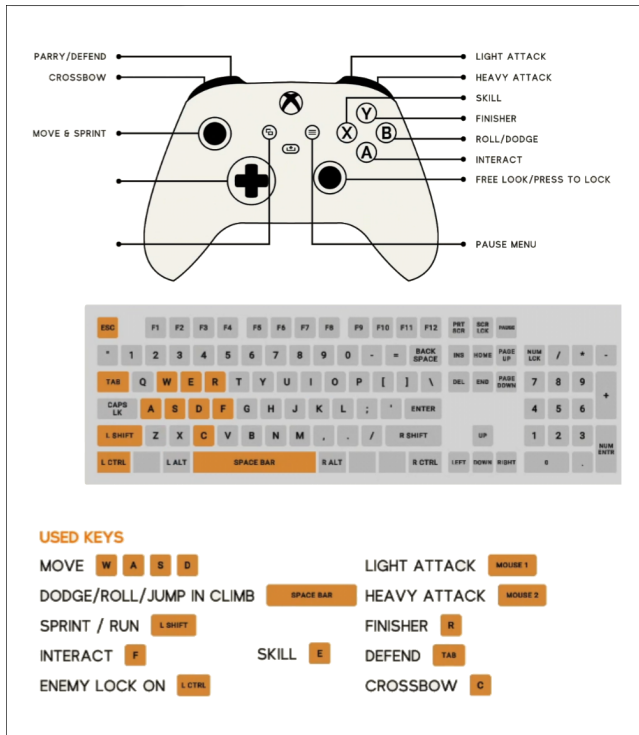 PARRY/DEFEND
CROSSBOW
MOVE & SPRINT
LIGHT ATTACK
HEAVY ATTACK
SKILL
FINISHER
ROLL/DODGE
INTERACT
FREE LOOK/PRESS TO LOCK
PAUSE MENU
Y
X B
A
ESC F1 F2 F3 F4 F5 F6 F7 F8 F9 F10 F11 F12 PRT SCR SCR LCK PAUSE
* 1 2 3 4 5 6 7 8 9 0 - = BACK SPACE INS HOME PAGE UP NUM LCK / * -
TAB Q W E R T Y U I O P [ ] \ DEL END PAGE DOWN 7 8 9 +
CAPS LK A S D F G H J K L ; ' ENTER 4 5 6
L SHIFT Z X C V B N M , . / R SHIFT UP 1 2 3 NUM ENTR
L CTRL L ALT SPACE BAR R ALT R CTRL LEFT DOWN RIGHT 0 .
USED KEYS
MOVE W A S D LIGHT ATTACK MOUSE 1
DODGE/ROLL/JUMP IN CLIMB SPACE BAR HEAVY ATTACK MOUSE 2
SPRINT / RUN L SHIFT FINISHER R
INTERACT F SKILL E DEFEND TAB
ENEMY LOCK ON L CTRL CROSSBOW C